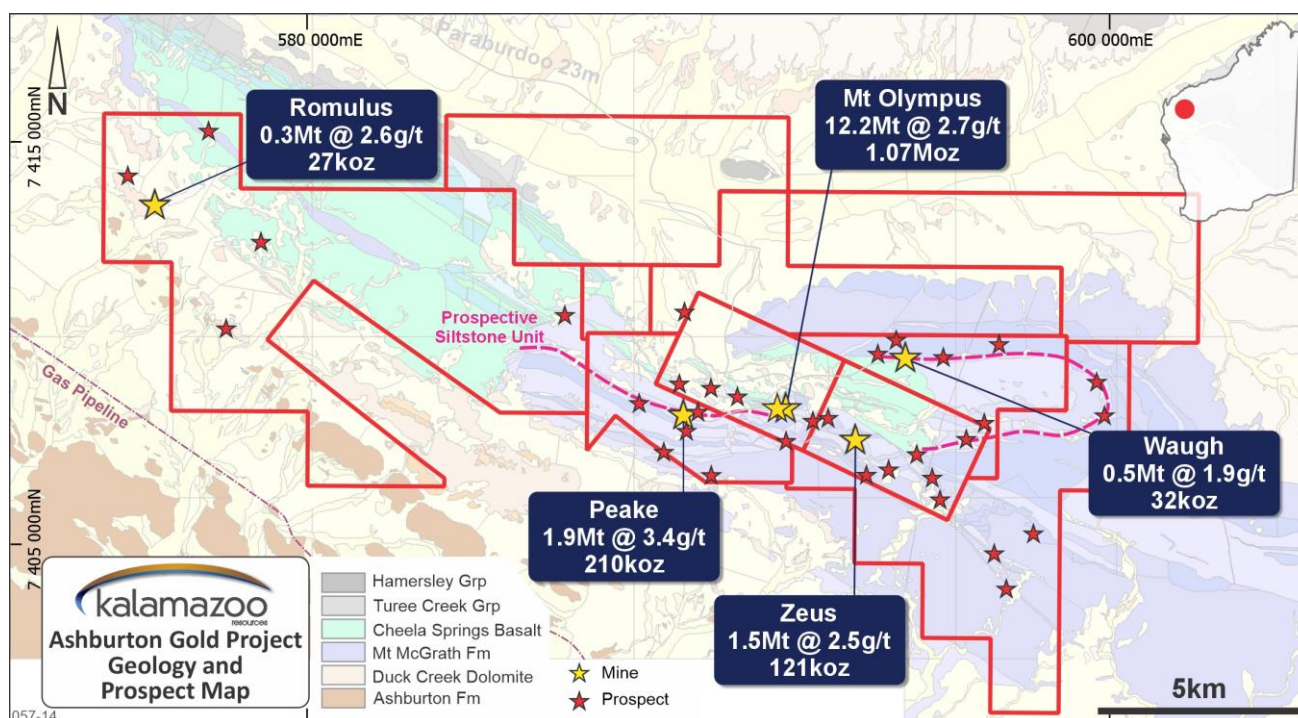 580 000mE
600 000mE
Paraburdoo 23m
N
7 415 000mN
Romulus
0.3Mt @ 2.6g/t
27koz
Mt Olympus
12.2Mt @ 2.7g/t
1.07Moz
Prospective
Siltstone Unit
Gas Pipeline
Waugh
0.5Mt @ 1.9g/t
32koz
Peake
1.9Mt @ 3.4g/t
210koz
Zeus
1.5Mt @ 2.5g/t
121koz
7 405 000mN
kalamazoo
resources
Ashburton Gold Project
Geology and
Prospect Map
Hamersley Grp
Turee Creek Grp
Cheela Springs Basalt
Mt McGrath Fm
Duck Creek Dolomite
Ashburton Fm
Mine
Prospect
5km
057-14